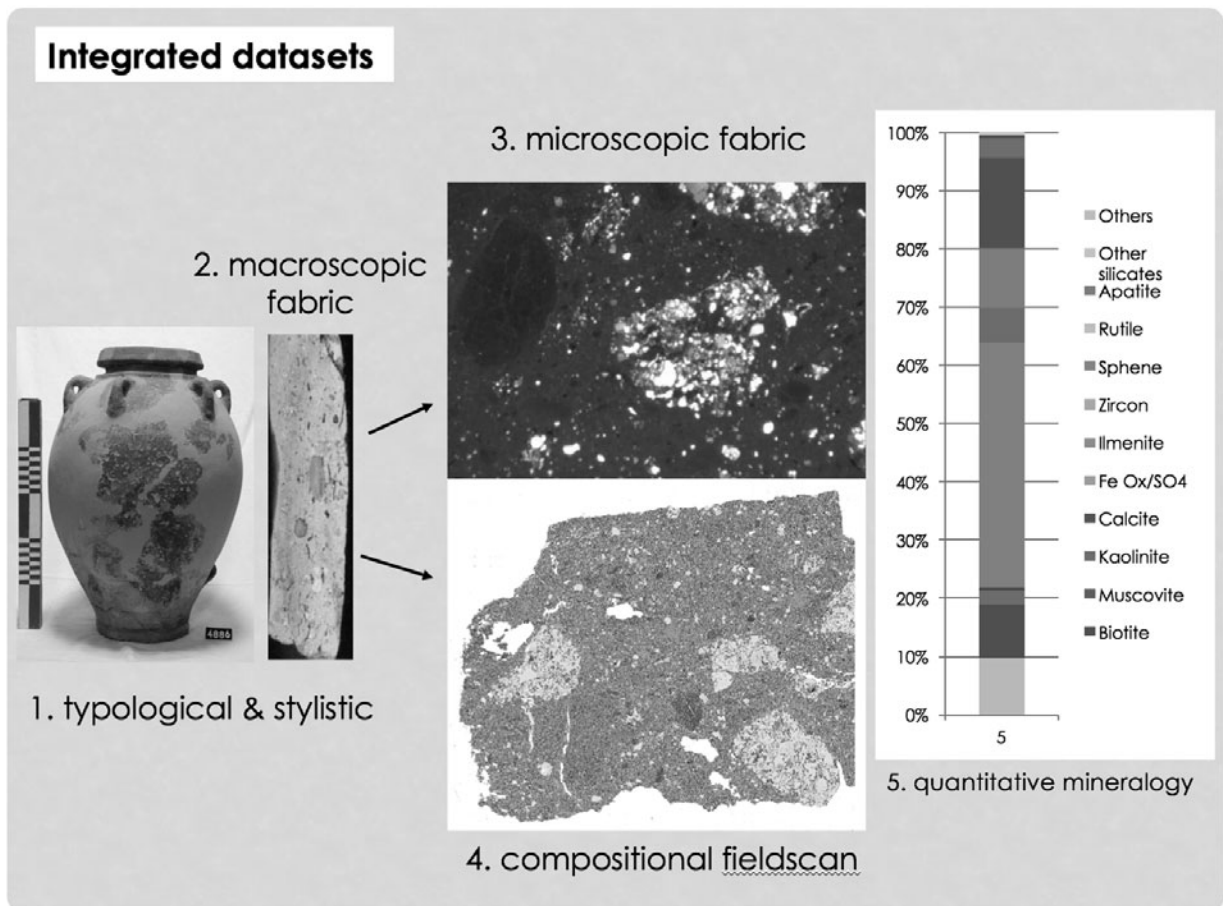 Integrated datasets
3. microscopic fabric
2. macroscopic
fabric
4886
1. typological & stylistic
4. compositional fieldscan
100%
90%
80%
70%
60%
50%
40%
30%
20%
10%
0%
5
Others
Other
silicates
Apatite
Rutile
Sphene
Zircon
Ilmenite
Fe Ox/SO4
Calcite
Kaolinite
Muscovite
Biotite
5. quantitative mineralogy